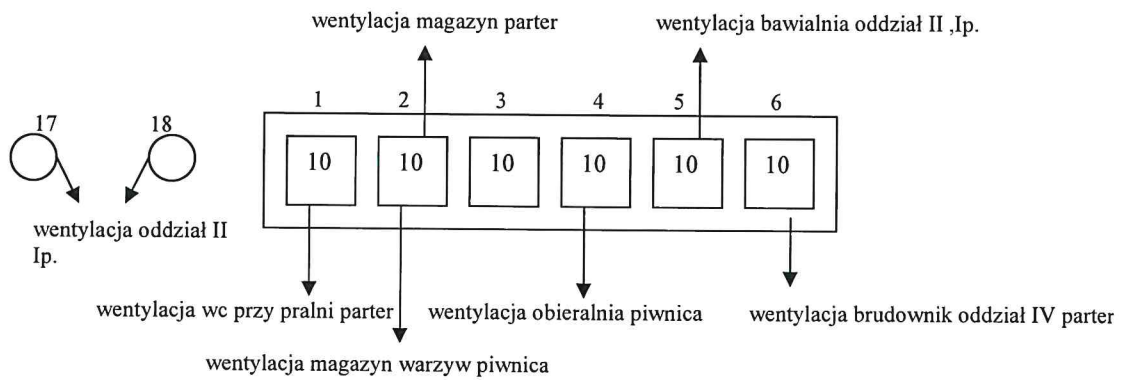 wentylacja magazyn parter
wentylacja bawialnia oddział II ,Ip.
1 2 3 4 5 6
17 18
10 10 10 10 10 10
wentylacja oddział II
Ip.
wentylacja wc przy pralni parter
wentylacja obieralnia piwnica
wentylacja brudownik oddział IV parter
wentylacja magazyn warzyw piwnica